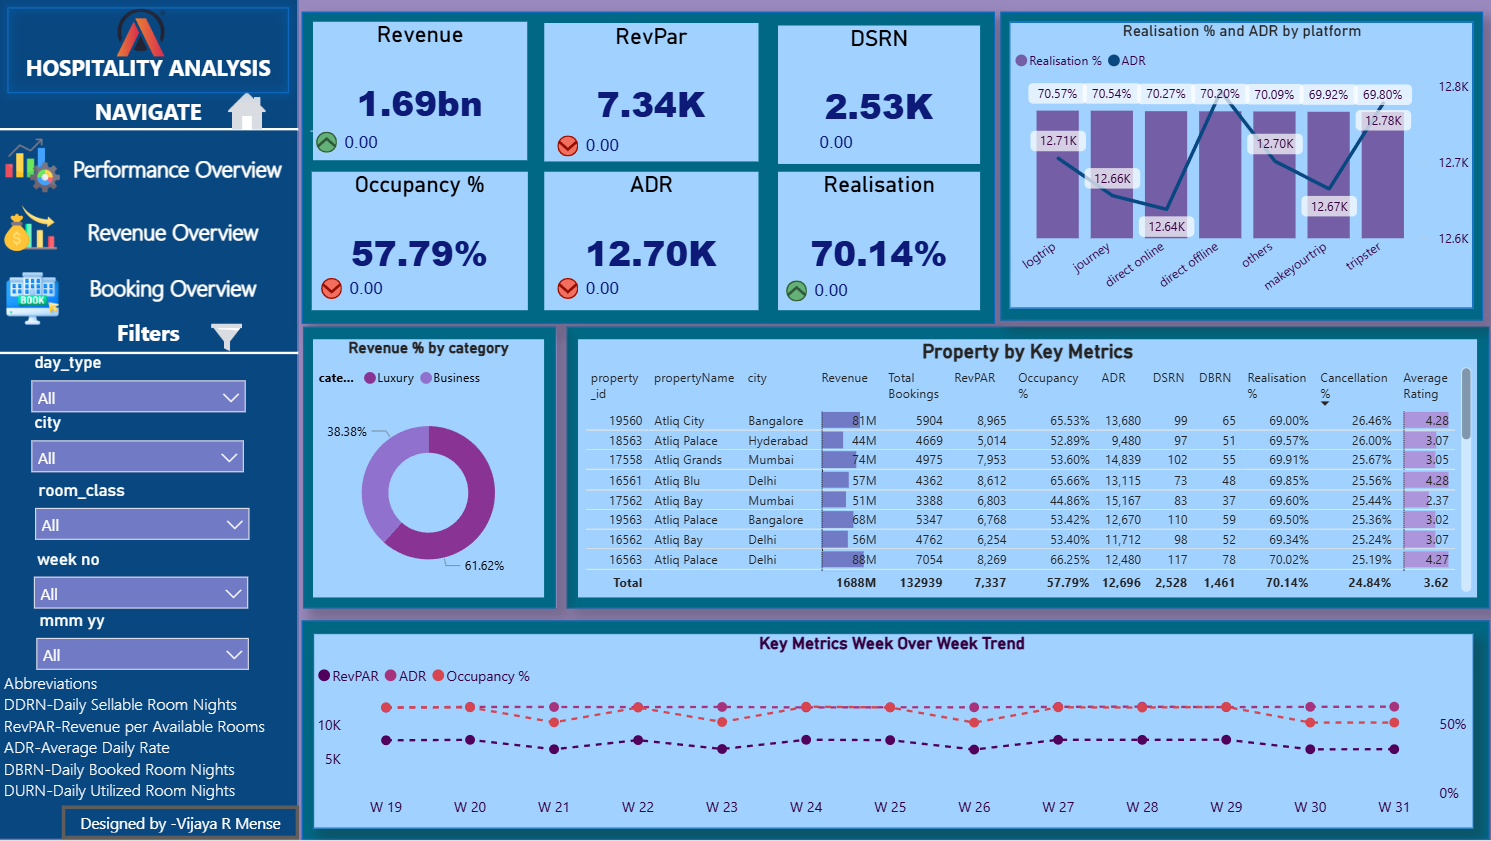 HOSPITALITY ANALYSIS
NAVIGATE
Performance Overview
Revenue Overview
BOOK
Booking Overview
Filters
day_type
All
city
All
room_class
All
week no
All
mmm yy
All
Abbreviations
DDRN-Daily Sellable Room Nights
RevPAR-Revenue per Available Rooms
ADR-Average Daily Rate
DBRN-Daily Booked Room Nights
DURN-Daily Utilized Room Nights
Designed by -Vijaya R Mense
Revenue
1.69bn
0.00
RevPar
7.34K
0.00
DSRN
2.53K
0.00
Occupancy %
57.79%
0.00
ADR
12.70K
0.00
Realisation
70.14%
0.00
Realisation % and ADR by platform
Realisation % ADR
70.57% 70.54% 70.27% 70.20% 70.09% 69.92% 69.80%
12.8K
12.7K
12.6K
12.71K
12.66K
12.64K
12.70K
12.67K
12.78K
logtrip
journey
direct online
direct offline
others
makeyourtrip
tripster
Revenue % by category
cate... Luxury Business
38.38%
61.62%
Property by Key Metrics
property_id propertyName city Revenue Total Bookings RevPAR Occupancy % ADR DSRN DBRN Realisation % Cancellation % Average Rating
19560 Atliq City Bangalore 81M 5904 8,965 65.53% 13,680 99 65 69.00% 26.46% 4.28
18563 Atliq Palace Hyderabad 44M 4669 5,014 52.89% 9,480 97 51 69.57% 26.00% 3.07
17558 Atliq Grands Mumbai 74M 4975 7,953 53.60% 14,839 102 55 69.91% 25.67% 3.05
16561 Atliq Blu Delhi 57M 4362 8,612 65.66% 13,115 73 48 69.85% 25.56% 4.28
17562 Atliq Bay Mumbai 51M 3388 6,803 44.86% 15,167 83 37 69.60% 25.44% 2.37
19563 Atliq Palace Bangalore 68M 5347 6,768 53.42% 12,670 110 59 69.50% 25.36% 3.02
16562 Atliq Bay Delhi 56M 4762 6,254 53.40% 11,712 98 52 69.34% 25.24% 3.07
16563 Atliq Palace Delhi 88M 7054 8,269 66.25% 12,480 117 78 70.02% 25.19% 4.27
Total 1688M 132939 7,337 57.79% 12,696 2,528 1,461 70.14% 24.84% 3.62
Key Metrics Week Over Week Trend
RevPAR ADR Occupancy %
10K
5K
50%
0%
W 19 W 20 W 21 W 22 W 23 W 24 W 25 W 26 W 27 W 28 W 29 W 30 W 31